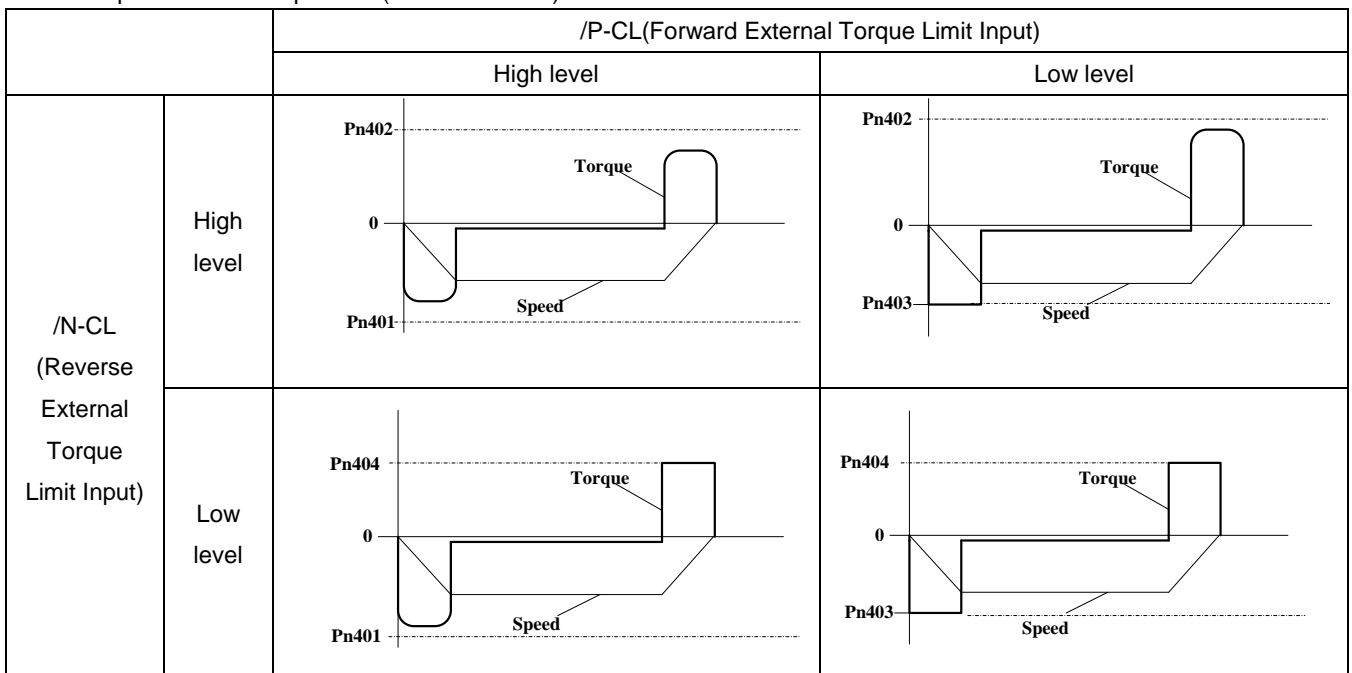 /P-CL(Forward External Torque Limit Input)
High level
Low level
/N-CL
(Reverse
External
Torque
Limit Input)
High
level
Pn402
Torque
0
Speed
Pn401
Pn402
Torque
0
Pn403
Speed
Low
level
Pn404
Torque
0
Speed
Pn401
Pn404
Torque
0
Pn403
Speed